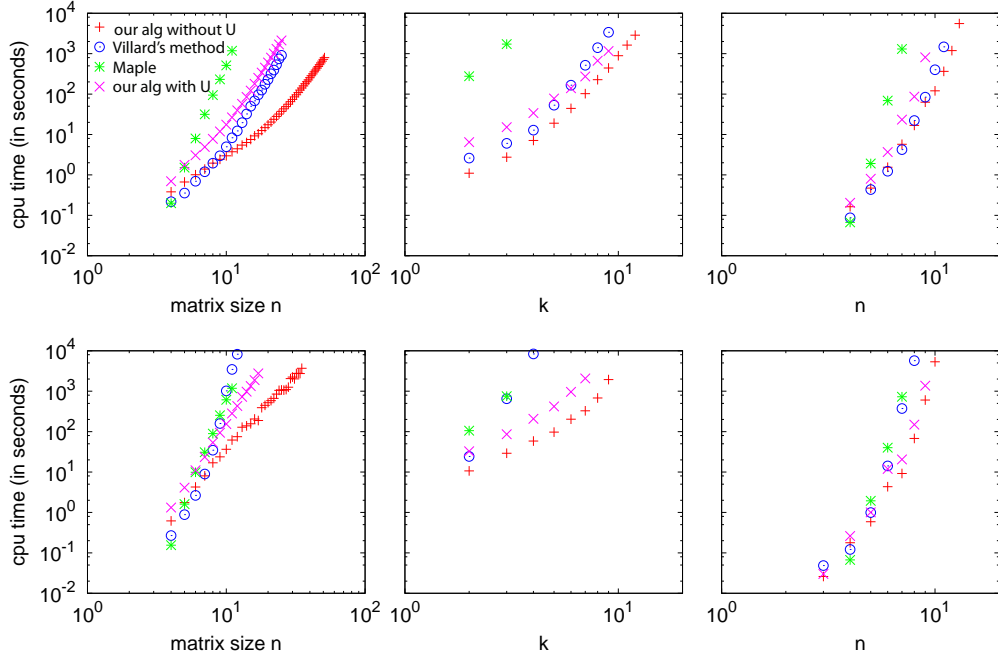 10^4
10^3
10^2
10^1
10^0
10^-1
10^-2
cpu time (in seconds)
our alg without U
Villard's method
Maple
our alg with U
10^0
10^1
10^2
matrix size n
10^0
10^1
k
10^0
10^1
n
10^4
10^3
10^2
10^1
10^0
10^-1
10^-2
cpu time (in seconds)
10^0
10^1
10^2
matrix size n
10^0
10^1
k
10^0
10^1
n